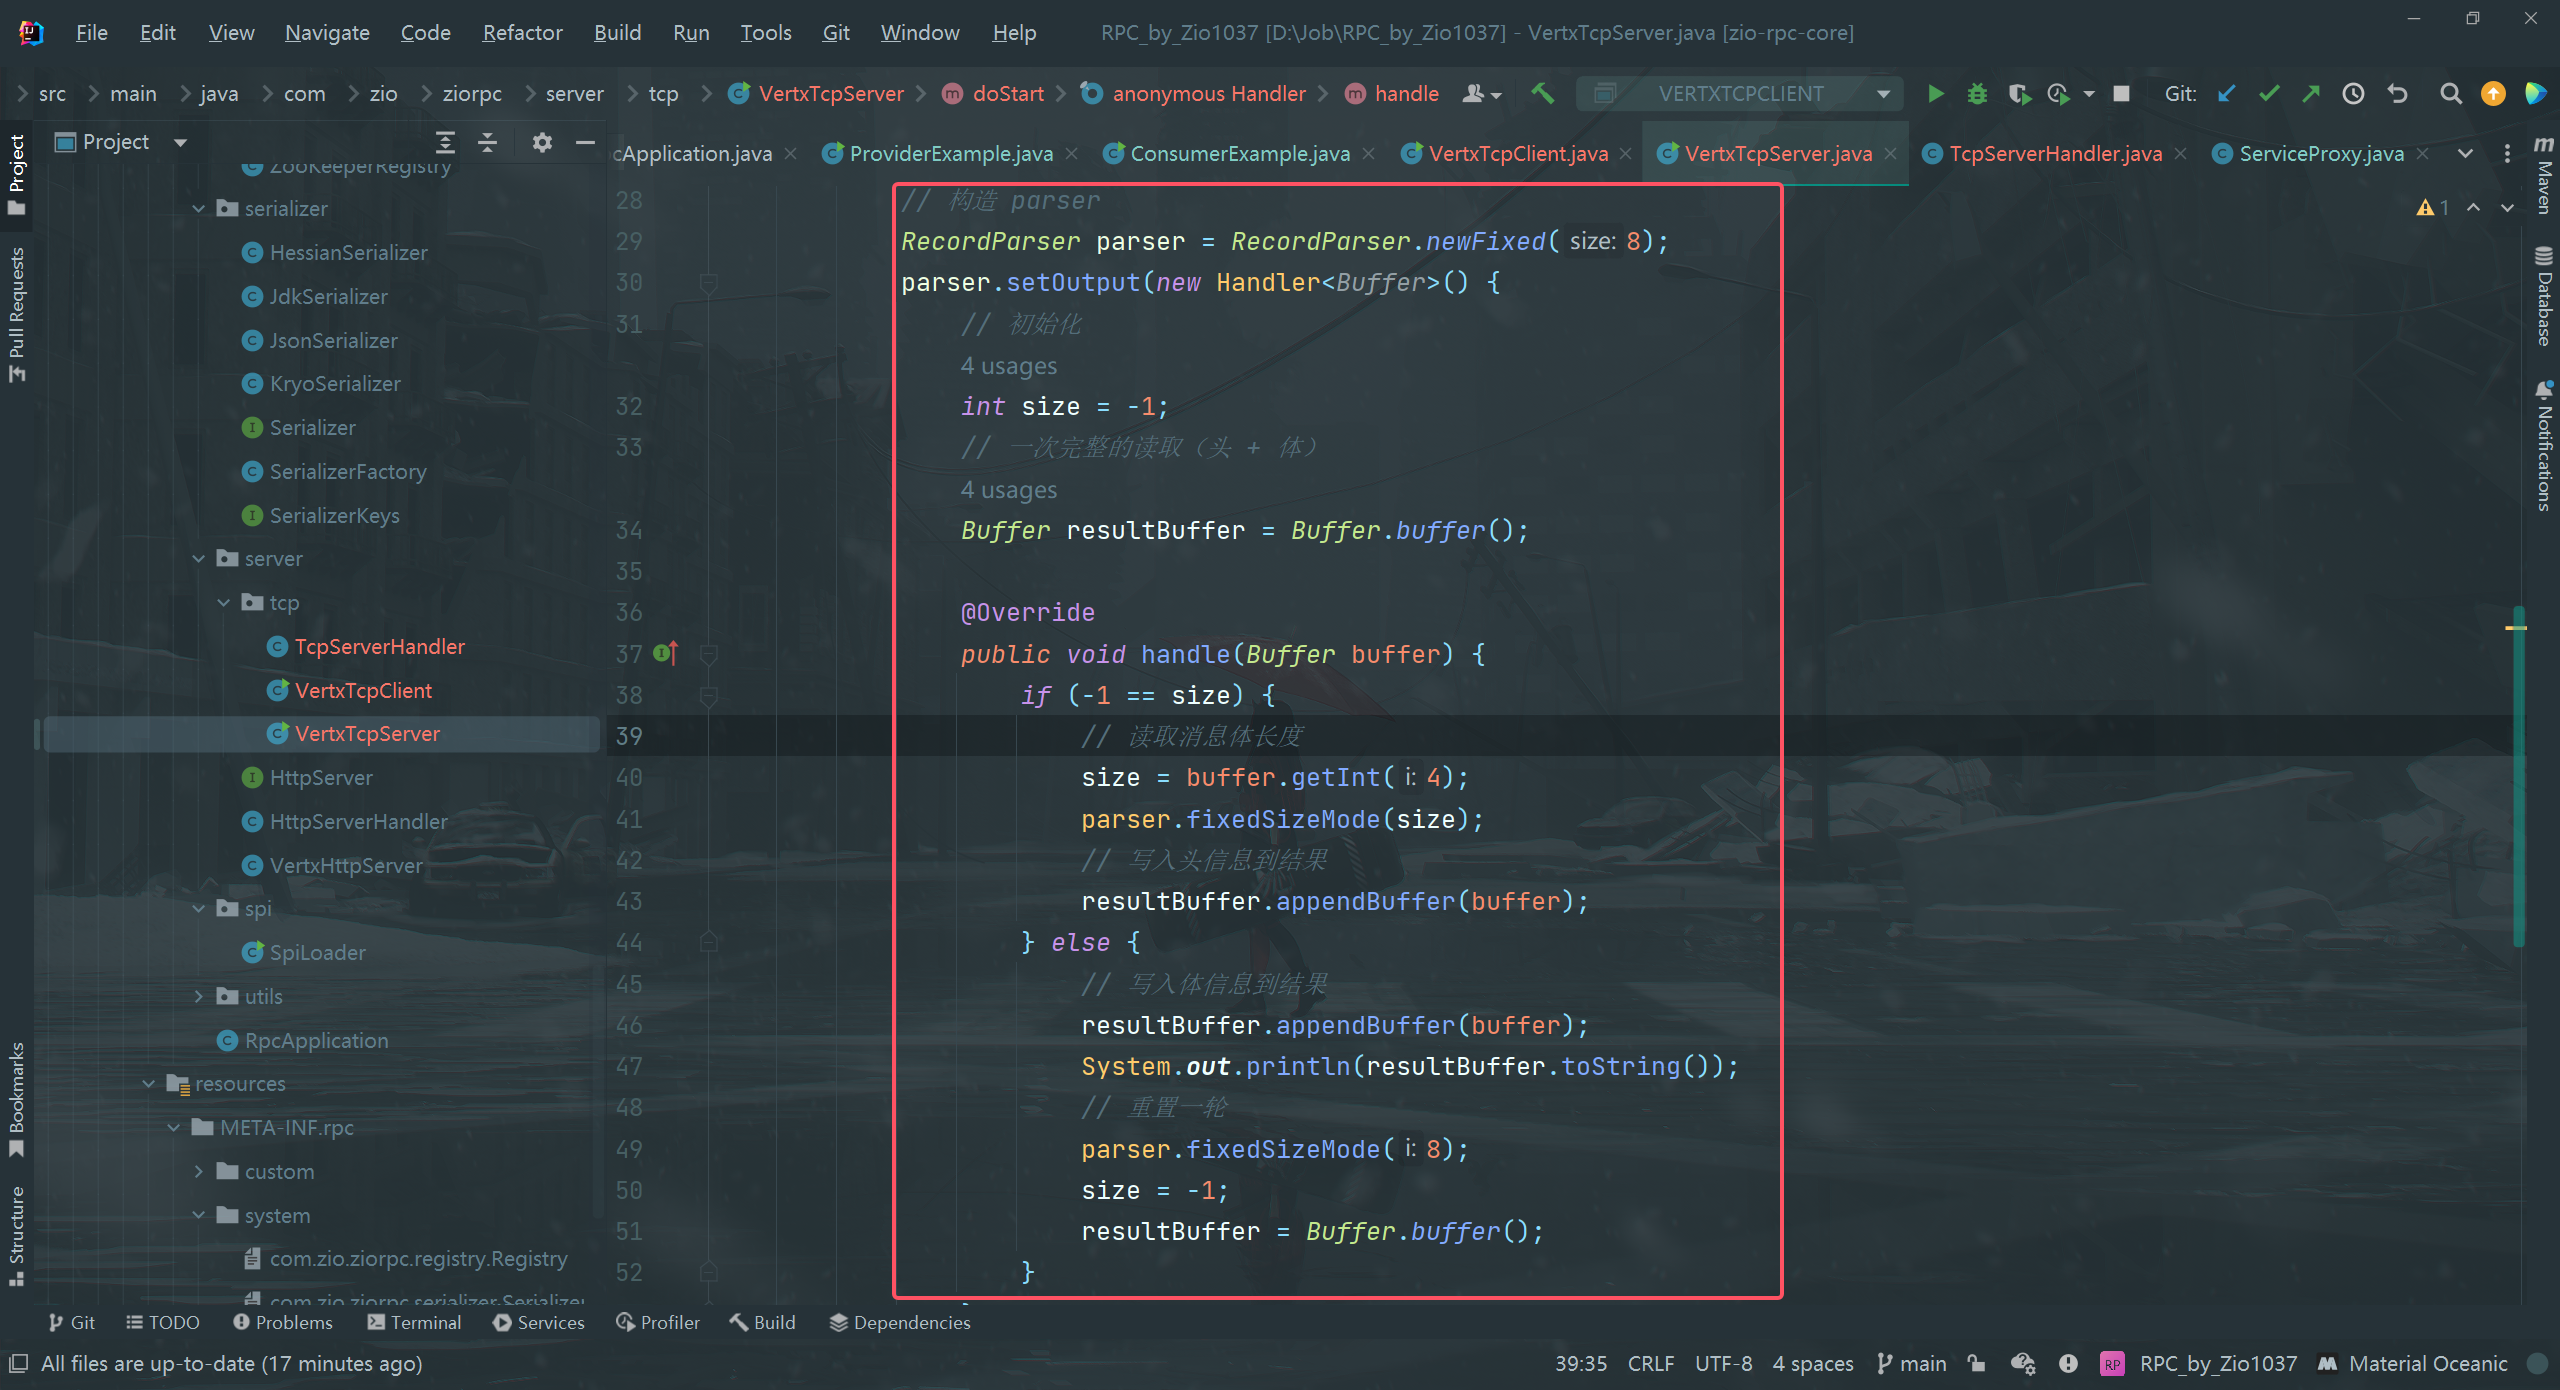 File Edit View Navigate Code Refactor Build Run Tools Git Window Help RPC_by_Zio1037 [D:\Job\RPC_by_Zio1037] - VertxTcpServer.java [zio-rpc-core]
src main java com zio ziorpc server tcp VertxTcpServer doStart anonymous Handler handle VERTXTCPCLIENT Git:
Project
cApplication.java ProviderExample.java ConsumerExample.java VertxTcpClient.java VertxTcpServer.java TcpServerHandler.java ServiceProxy.java
Project
Pull Requests
Bookmarks
Structure
ZooKeeperRegistry
serializer
HessianSerializer
JdkSerializer
JsonSerializer
KryoSerializer
Serializer
SerializerFactory
SerializerKeys
server
tcp
TcpServerHandler
VertxTcpClient
VertxTcpServer
HttpServer
HttpServerHandler
VertxHttpServer
spi
SpiLoader
utils
RpcApplication
resources
META-INF.rpc
custom
system
com.zio.ziorpc.registry.Registry
com.zio.ziorpc.serializer.Serializer
28 // 构造 parser
29 RecordParser parser = RecordParser.newFixed( size: 8);
30 parser.setOutput(new Handler<Buffer>() {
31 // 初始化
4 usages
32 int size = -1;
33 // 一次完整的读取（头 + 体）
4 usages
34 Buffer resultBuffer = Buffer.buffer();
35
36 @Override
37 public void handle(Buffer buffer) {
38 if (-1 == size) {
39 // 读取消息体长度
40 size = buffer.getInt( i: 4);
41 parser.fixedSizeMode(size);
42 // 写入头信息到结果
43 resultBuffer.appendBuffer(buffer);
44 } else {
45 // 写入体信息到结果
46 resultBuffer.appendBuffer(buffer);
47 System.out.println(resultBuffer.toString());
48 // 重置一轮
49 parser.fixedSizeMode( i: 8);
50 size = -1;
51 resultBuffer = Buffer.buffer();
52 }
1
Maven
Database
Notifications
Git TODO Problems Terminal Services Profiler Build Dependencies
All files are up-to-date (17 minutes ago) 39:35 CRLF UTF-8 4 spaces main RP RPC_by_Zio1037 Material Oceanic